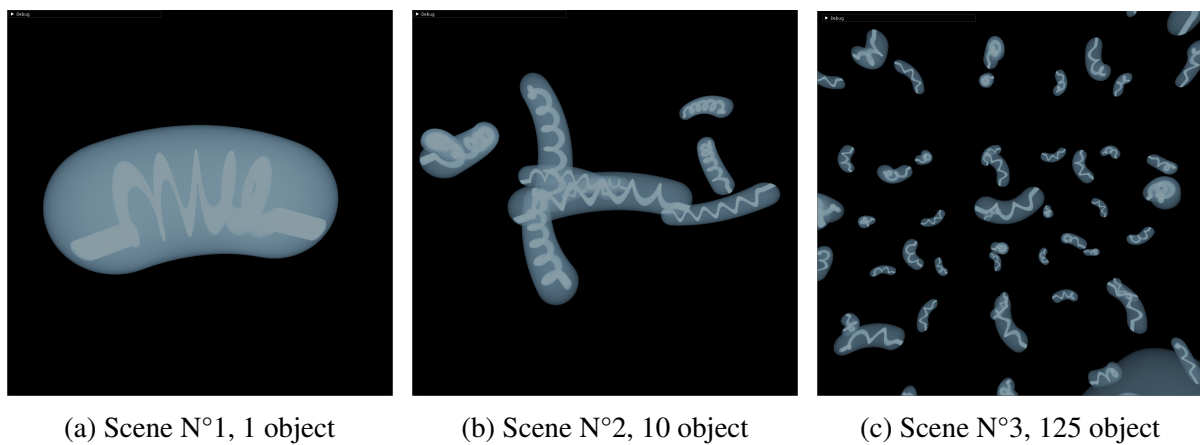 ▶ Debug
▶ Debug
▶ Debug
(a) Scene N°1, 1 object
(b) Scene N°2, 10 object
(c) Scene N°3, 125 object